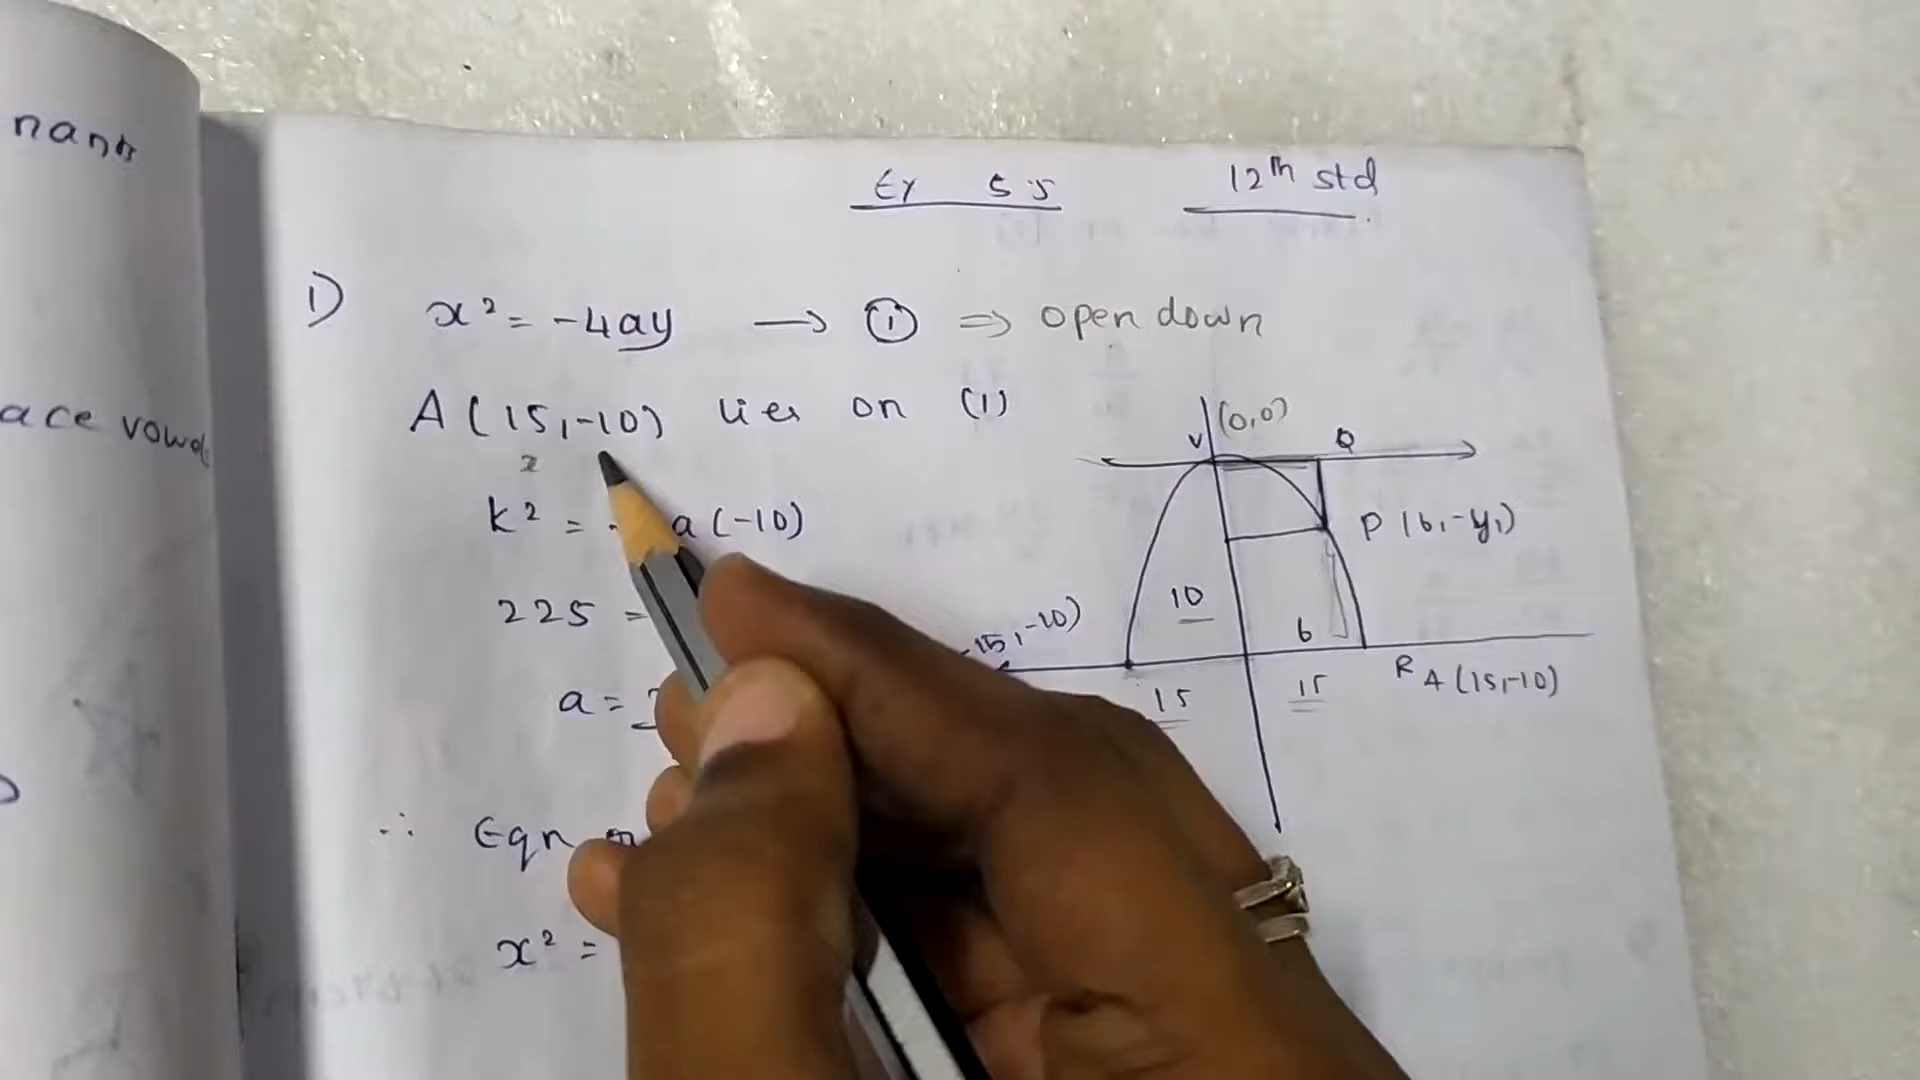 nants
ace vowels
Ex 5.5
12th std
1) x² = -4ay → ① ⇒ open down
A (15, -10) lies on (1)
x
k² = a (-10)
225 =
a =
∴ Eqn
x² =
V (0,0) Q
P (6, -y₁)
10
6
-15, -10)
15
15
R A (15, -10)